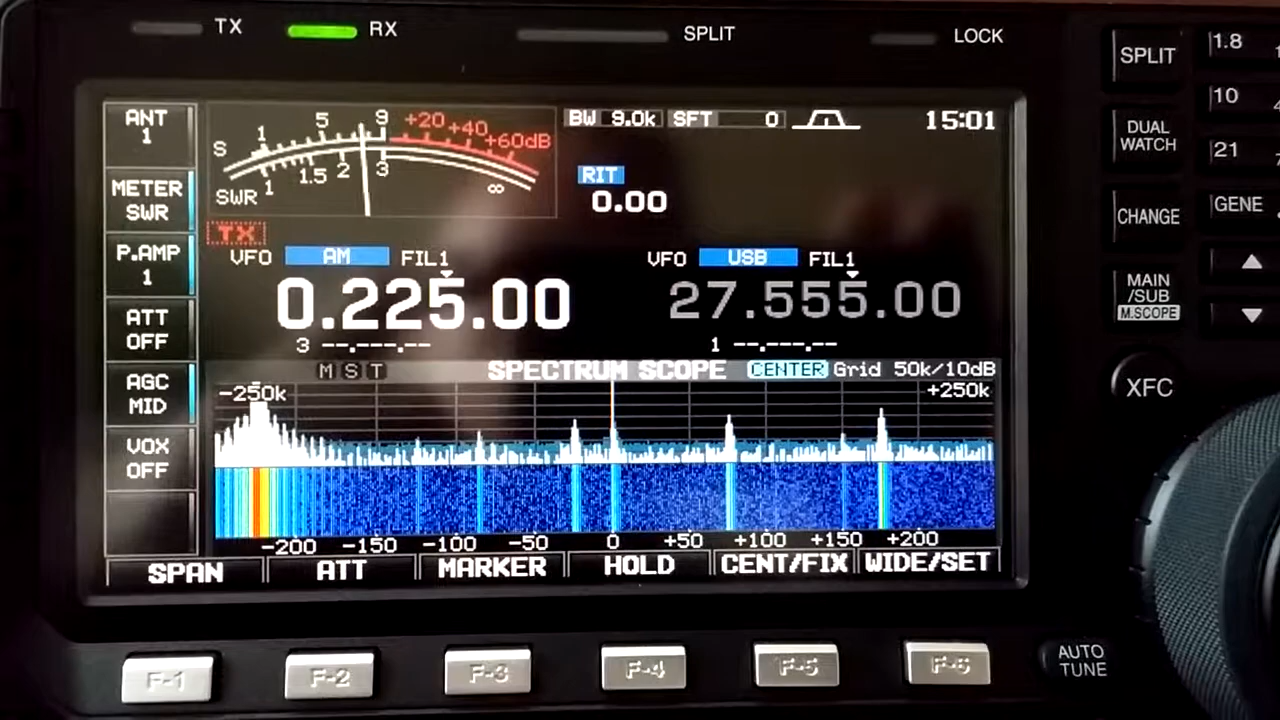 TX
RX
SPLIT
LOCK
SPLIT
1.8
10
DUAL
WATCH
21
CHANGE
GENE
MAIN
/SUB
M.SCOPE
XFC
AUTO
TUNE
ANT
1
METER
SWR
P.AMP
1
ATT
OFF
AGC
MID
VOX
OFF
S 1 5 9 +20 +40 +60dB
SWR 1 1.5 2 3 ∞
BW 9.0k SFT 0
15:01
RIT
0.00
TX
VFO AM FIL1
0.225.00
3 --.---.--
VFO USB FIL1
27.555.00
1 --.---.--
M S T
SPECTRUM SCOPE CENTER Grid 50k/10dB
-250k +250k
-200 -150 -100 -50 0 +50 +100 +150 +200
SPAN ATT MARKER HOLD CENT/FIX WIDE/SET
F-1 F-2 F-3 F-4 F-5 F-6